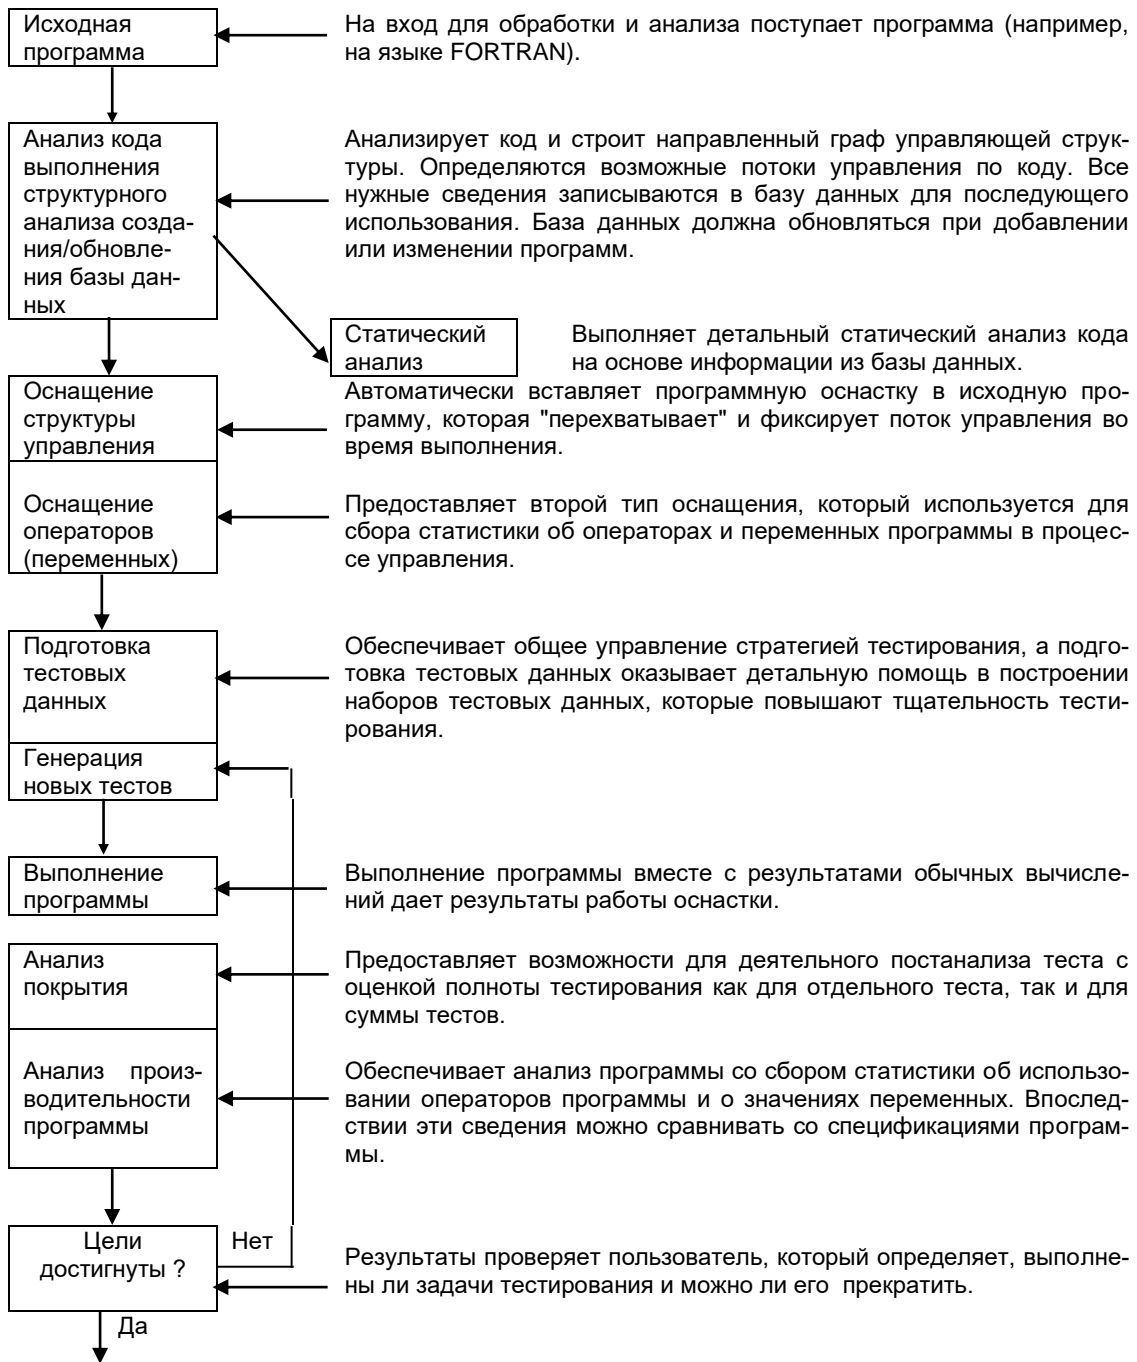 Исходная
программа
На вход для обработки и анализа поступает программа (например,
на языке FORTRAN).
Анализ кода
выполнения
структурного
анализа созда-
ния/обновле-
ния базы дан-
ных
Анализирует код и строит направленный граф управляющей струк-
туры. Определяются возможные потоки управления по коду. Все
нужные сведения записываются в базу данных для последующего
использования. База данных должна обновляться при добавлении
или изменении программ.
Статический
анализ
Выполняет детальный статический анализ кода
на основе информации из базы данных.
Оснащение
структуры
управления
Автоматически вставляет программную оснастку в исходную про-
грамму, которая "перехватывает" и фиксирует поток управления во
время выполнения.
Оснащение
операторов
(переменных)
Предоставляет второй тип оснащения, который используется для
сбора статистики об операторах и переменных программы в процес-
се управления.
Подготовка
тестовых
данных
Обеспечивает общее управление стратегией тестирования, а подго-
товка тестовых данных оказывает детальную помощь в построении
наборов тестовых данных, которые повышают тщательность тести-
рования.
Генерация
новых тестов
Выполнение
программы
Выполнение программы вместе с результатами обычных вычисле-
ний дает результаты работы оснастки.
Анализ
покрытия
Предоставляет возможности для деятельного постанализа теста с
оценкой полноты тестирования как для отдельного теста, так и для
суммы тестов.
Анализ произ-
водительности
программы
Обеспечивает анализ программы со сбором статистики об использо-
вании операторов программы и о значениях переменных. Впослед-
ствии эти сведения можно сравнивать со спецификациями програм-
мы.
Цели
достигнуты ?
Нет
Результаты проверяет пользователь, который определяет, выполне-
ны ли задачи тестирования и можно ли его прекратить.
Да